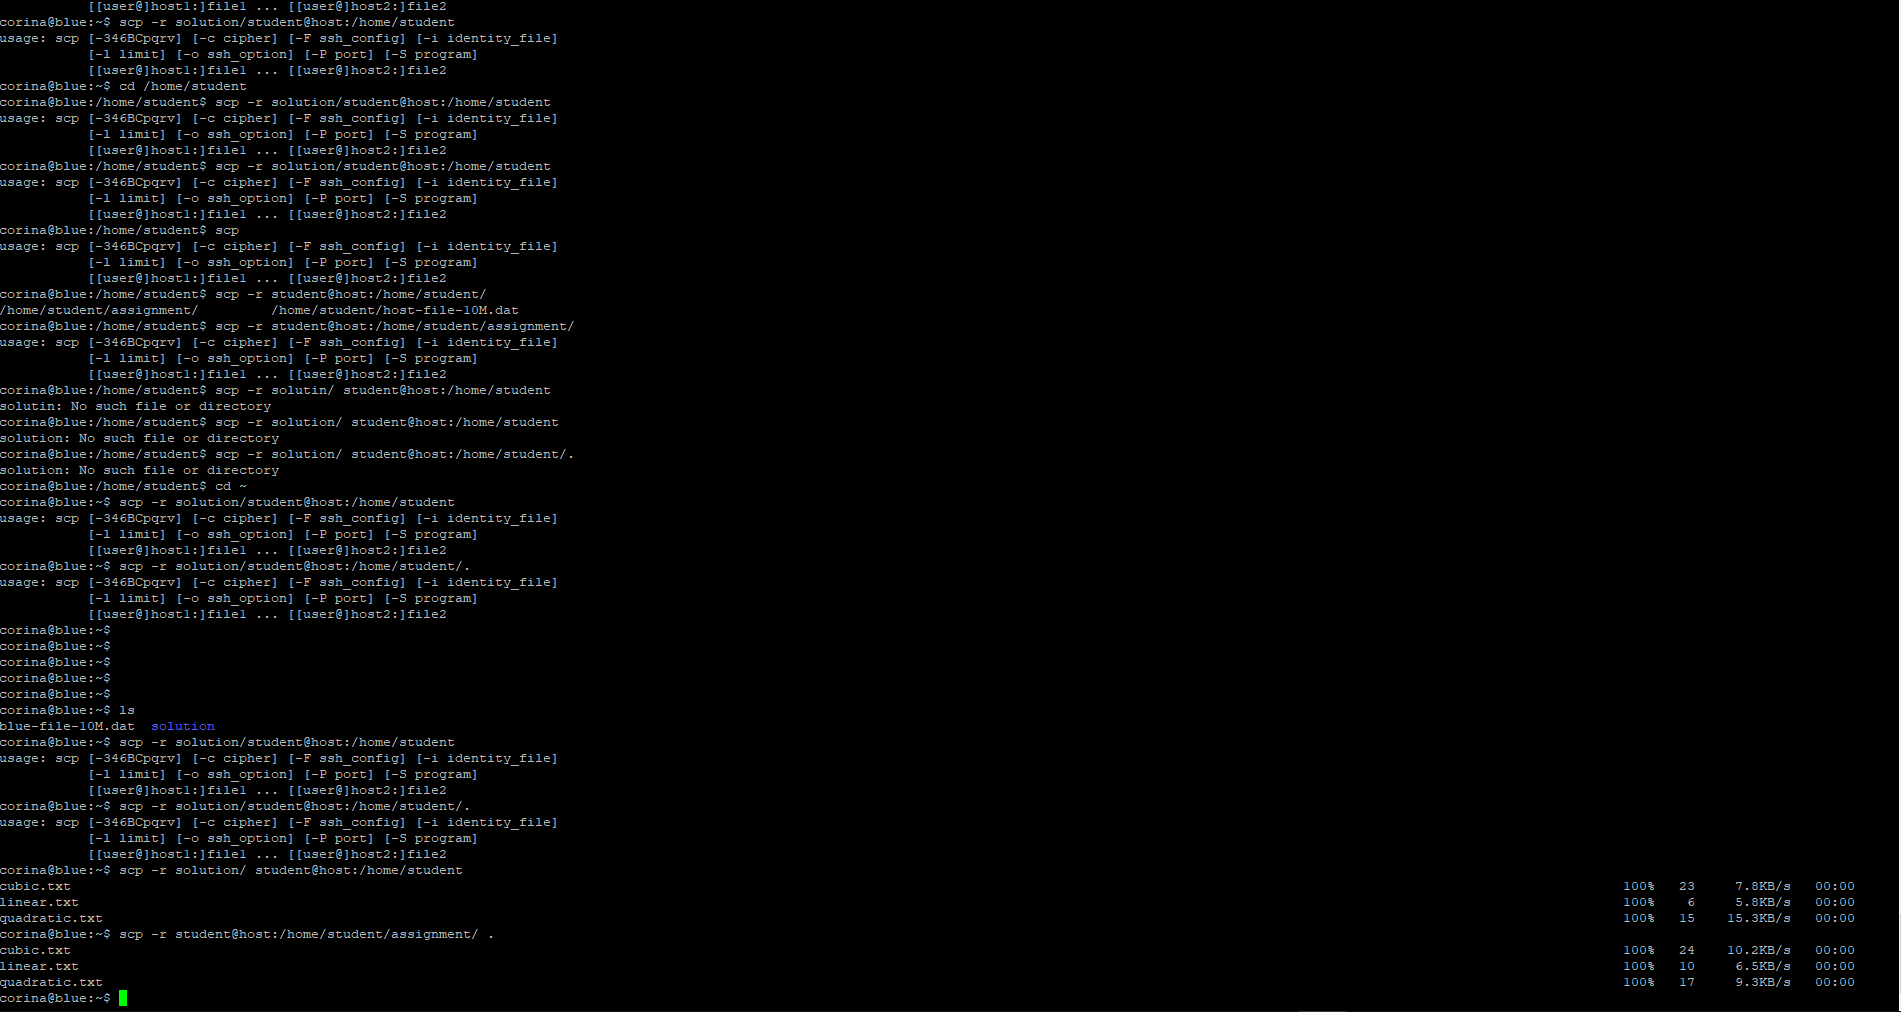 [[user@]host1:]file1 ... [[user@]host2:]file2
corina@blue:~$ scp -r solution/student@host:/home/student
usage: scp [-346BCpqrv] [-c cipher] [-F ssh_config] [-i identity_file]
[-l limit] [-o ssh_option] [-P port] [-S program]
[[user@]host1:]file1 ... [[user@]host2:]file2
corina@blue:~$ cd /home/student
corina@blue:/home/student$ scp -r solution/student@host:/home/student
usage: scp [-346BCpqrv] [-c cipher] [-F ssh_config] [-i identity_file]
[-l limit] [-o ssh_option] [-P port] [-S program]
[[user@]host1:]file1 ... [[user@]host2:]file2
corina@blue:/home/student$ scp -r solution/student@host:/home/student
usage: scp [-346BCpqrv] [-c cipher] [-F ssh_config] [-i identity_file]
[-l limit] [-o ssh_option] [-P port] [-S program]
[[user@]host1:]file1 ... [[user@]host2:]file2
corina@blue:/home/student$ scp
usage: scp [-346BCpqrv] [-c cipher] [-F ssh_config] [-i identity_file]
[-l limit] [-o ssh_option] [-P port] [-S program]
[[user@]host1:]file1 ... [[user@]host2:]file2
corina@blue:/home/student$ scp -r student@host:/home/student/
/home/student/assignment/ /home/student/host-file-10M.dat
corina@blue:/home/student$ scp -r student@host:/home/student/assignment/
usage: scp [-346BCpqrv] [-c cipher] [-F ssh_config] [-i identity_file]
[-l limit] [-o ssh_option] [-P port] [-S program]
[[user@]host1:]file1 ... [[user@]host2:]file2
corina@blue:/home/student$ scp -r solutin/ student@host:/home/student
solutin: No such file or directory
corina@blue:/home/student$ scp -r solution/ student@host:/home/student
solution: No such file or directory
corina@blue:/home/student$ scp -r solution/ student@host:/home/student/.
solution: No such file or directory
corina@blue:/home/student$ cd ~
corina@blue:~$ scp -r solution/student@host:/home/student
usage: scp [-346BCpqrv] [-c cipher] [-F ssh_config] [-i identity_file]
[-l limit] [-o ssh_option] [-P port] [-S program]
[[user@]host1:]file1 ... [[user@]host2:]file2
corina@blue:~$ scp -r solution/student@host:/home/student/.
usage: scp [-346BCpqrv] [-c cipher] [-F ssh_config] [-i identity_file]
[-l limit] [-o ssh_option] [-P port] [-S program]
[[user@]host1:]file1 ... [[user@]host2:]file2
corina@blue:~$
corina@blue:~$
corina@blue:~$
corina@blue:~$
corina@blue:~$
corina@blue:~$ ls
blue-file-10M.dat solution
corina@blue:~$ scp -r solution/student@host:/home/student
usage: scp [-346BCpqrv] [-c cipher] [-F ssh_config] [-i identity_file]
[-l limit] [-o ssh_option] [-P port] [-S program]
[[user@]host1:]file1 ... [[user@]host2:]file2
corina@blue:~$ scp -r solution/student@host:/home/student/.
usage: scp [-346BCpqrv] [-c cipher] [-F ssh_config] [-i identity_file]
[-l limit] [-o ssh_option] [-P port] [-S program]
[[user@]host1:]file1 ... [[user@]host2:]file2
corina@blue:~$ scp -r solution/ student@host:/home/student
cubic.txt 100% 23 7.8KB/s 00:00
linear.txt 100% 6 5.8KB/s 00:00
quadratic.txt 100% 15 15.3KB/s 00:00
corina@blue:~$ scp -r student@host:/home/student/assignment/ .
cubic.txt 100% 24 10.2KB/s 00:00
linear.txt 100% 10 6.5KB/s 00:00
quadratic.txt 100% 17 9.3KB/s 00:00
corina@blue:~$